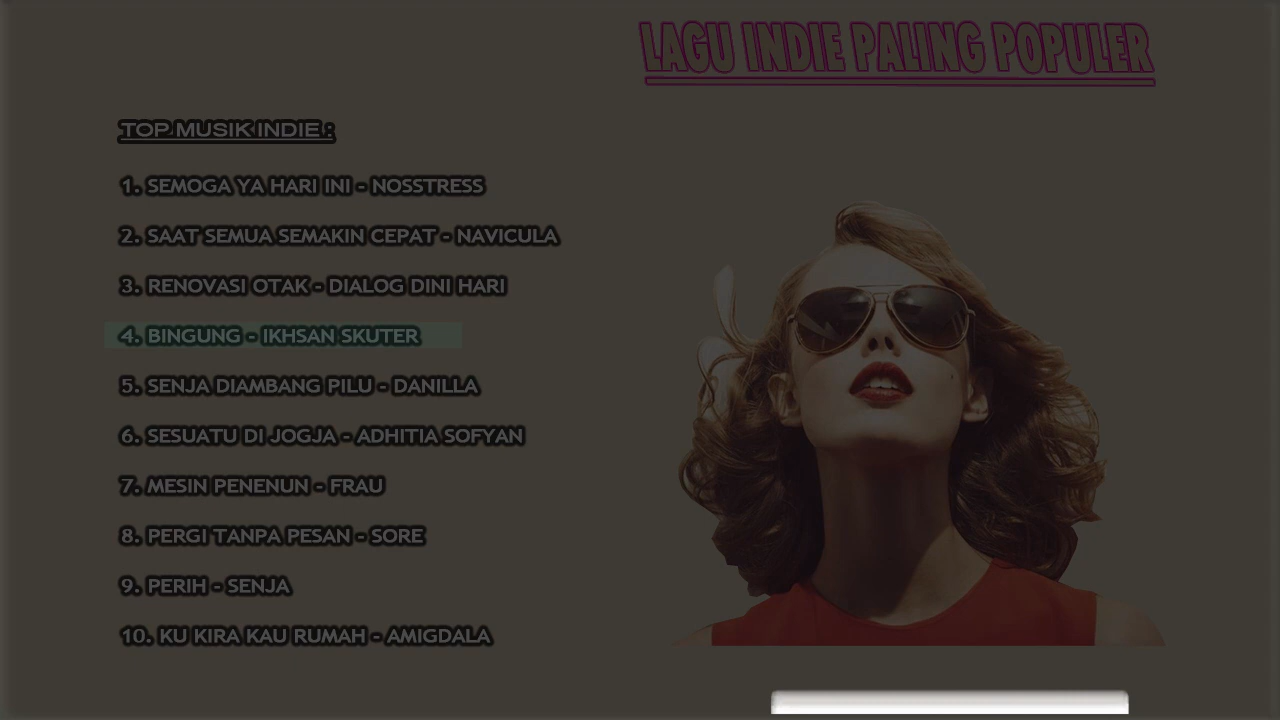 LAGU INDIE PALING POPULER
TOP MUSIK INDIE :
1. SEMOGA YA HARI INI - NOSSTRESS
2. SAAT SEMUA SEMAKIN CEPAT - NAVICULA
3. RENOVASI OTAK - DIALOG DINI HARI
4. BINGUNG - IKHSAN SKUTER
5. SENJA DIAMBANG PILU - DANILLA
6. SESUATU DI JOGJA - ADHITIA SOFYAN
7. MESIN PENENUN - FRAU
8. PERGI TANPA PESAN - SORE
9. PERIH - SENJA
10. KU KIRA KAU RUMAH - AMIGDALA